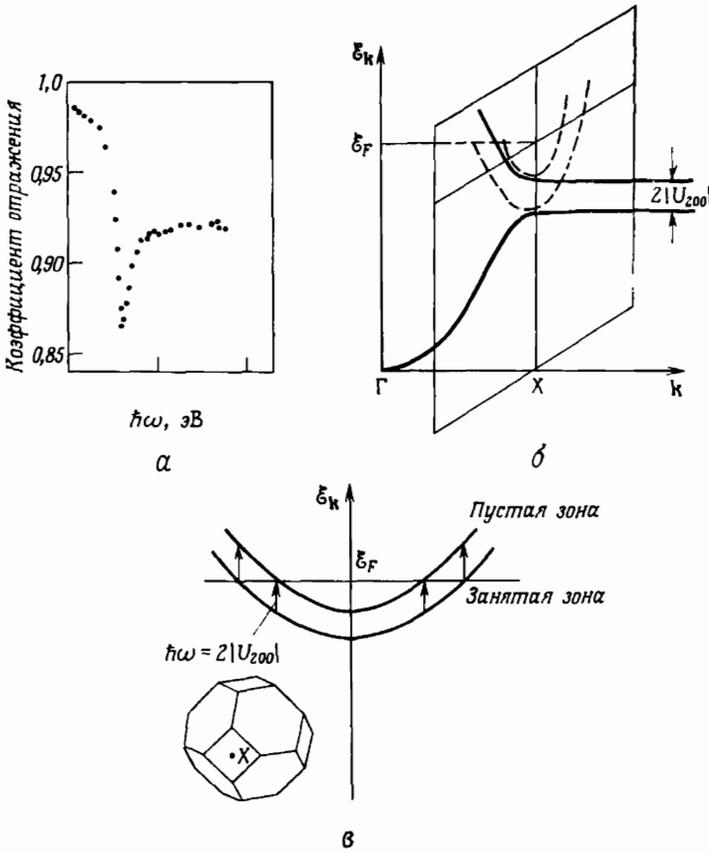 Коэффициент отражения
1,0
0,95
0,90
0,85
ħω, эВ
а
ℰk
ℰF
2|U200|
Γ
X
k
б
ℰk
Пустая зона
ℰF
Занятая зона
ħω = 2|U200|
X
в